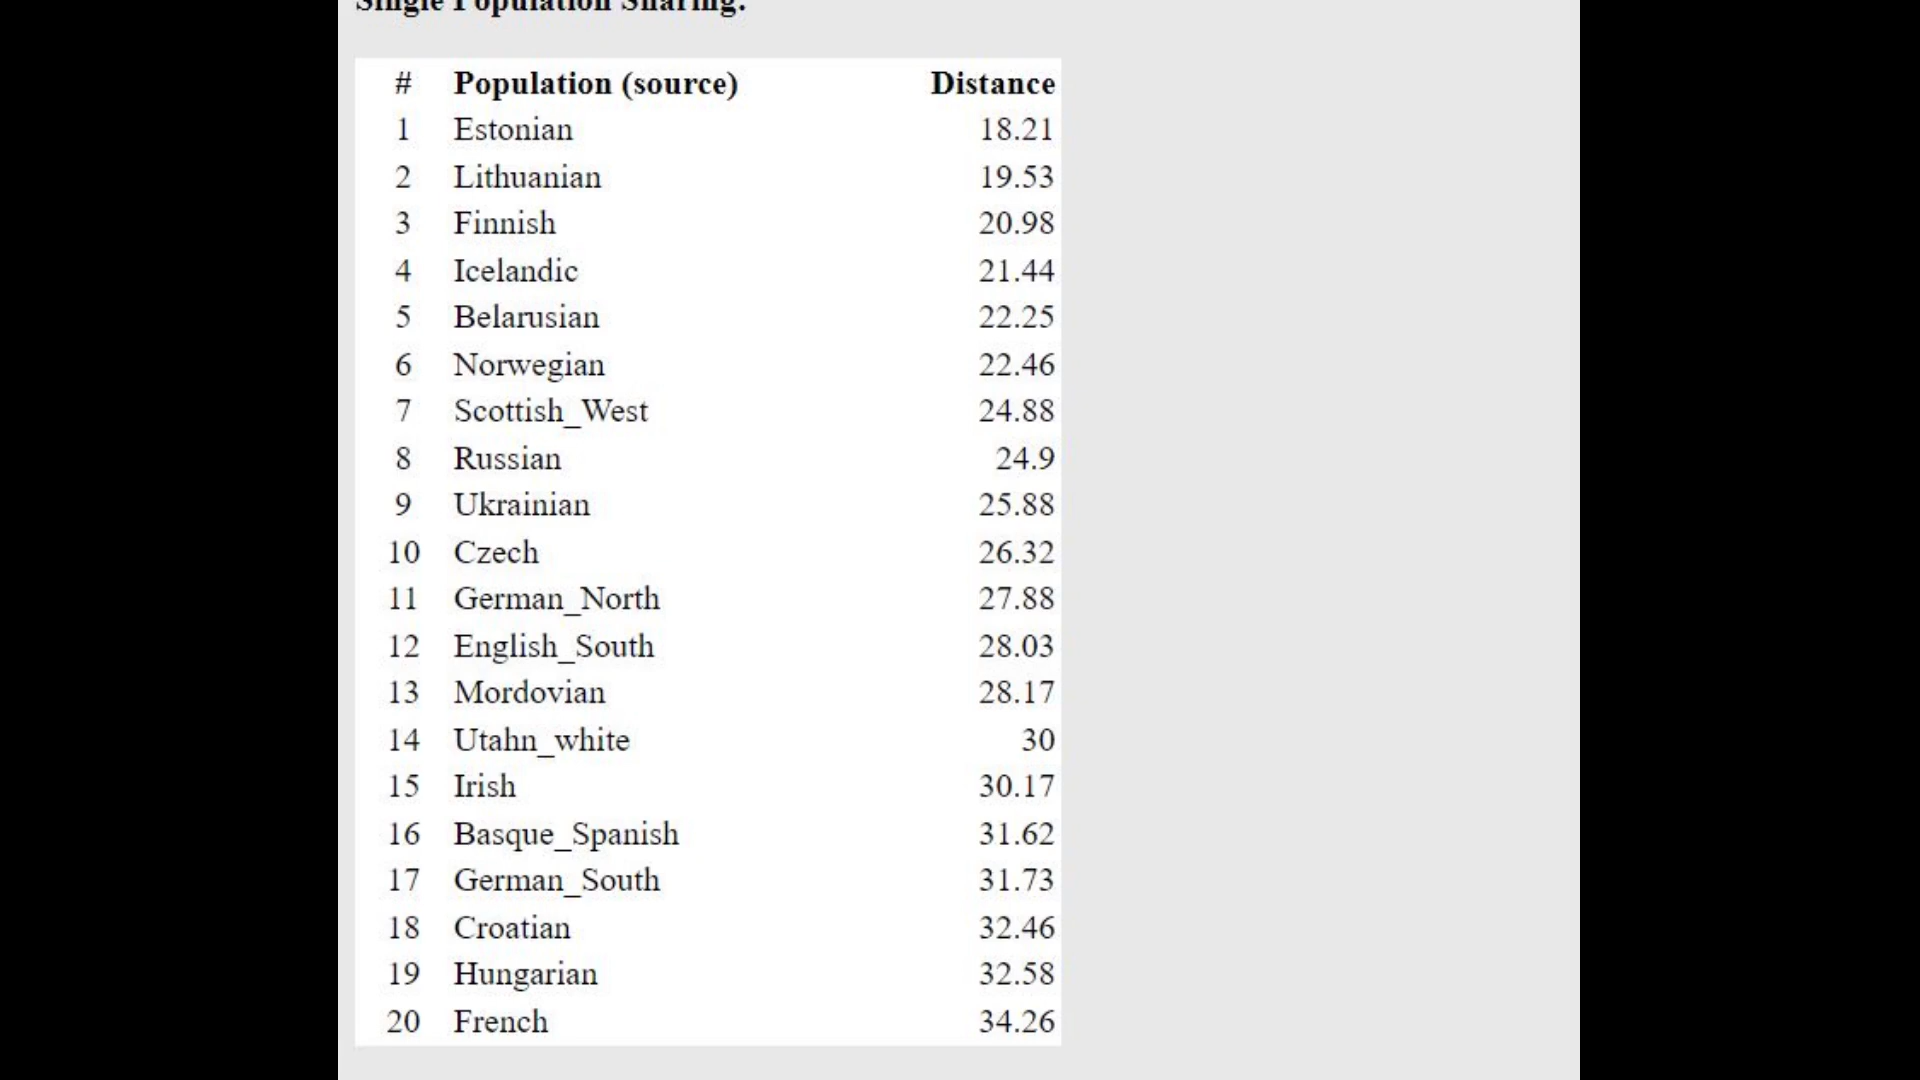 Single Population Sharing:
# Population (source) Distance
1 Estonian 18.21
2 Lithuanian 19.53
3 Finnish 20.98
4 Icelandic 21.44
5 Belarusian 22.25
6 Norwegian 22.46
7 Scottish_West 24.88
8 Russian 24.9
9 Ukrainian 25.88
10 Czech 26.32
11 German_North 27.88
12 English_South 28.03
13 Mordovian 28.17
14 Utahn_white 30
15 Irish 30.17
16 Basque_Spanish 31.62
17 German_South 31.73
18 Croatian 32.46
19 Hungarian 32.58
20 French 34.26